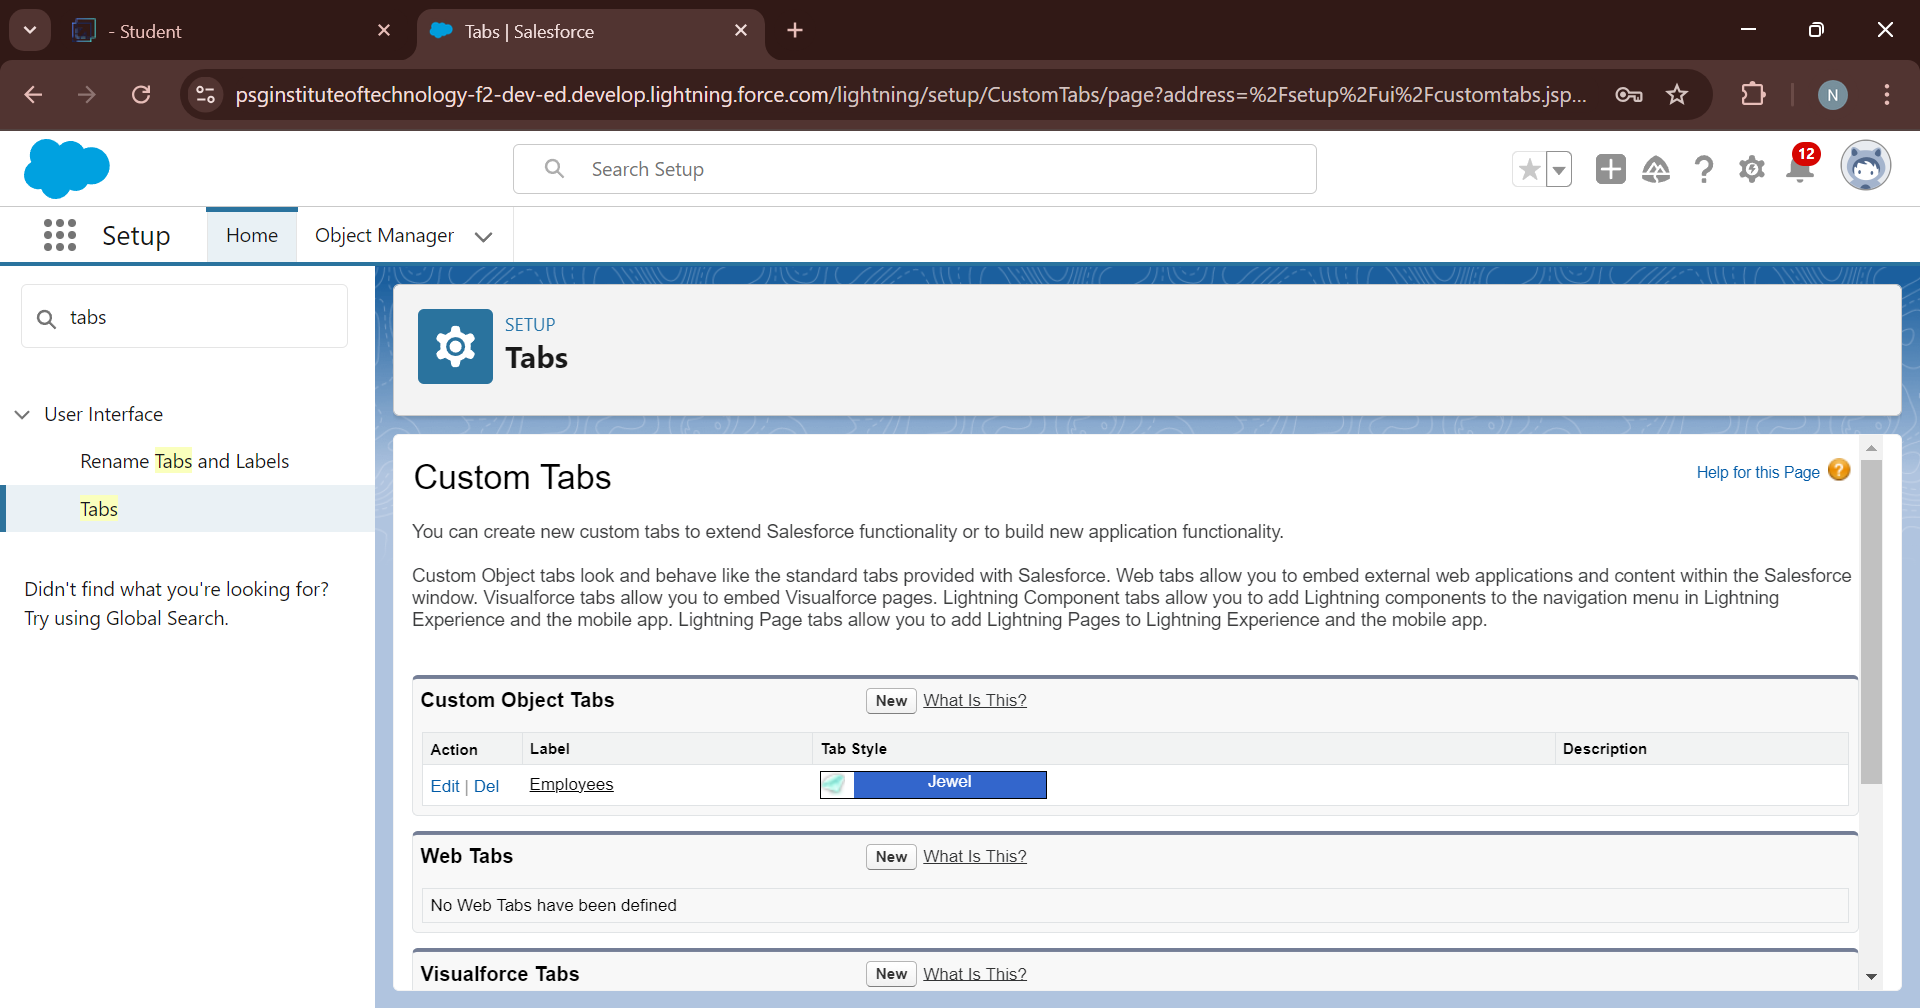 - Student
Tabs | Salesforce
psginstituteoftechnology-f2-dev-ed.develop.lightning.force.com/lightning/setup/CustomTabs/page?address=%2Fsetup%2Fui%2Fcustomtabs.jsp...
N
Search Setup
12
Setup
Home
Object Manager
tabs
User Interface
Rename Tabs and Labels
Tabs
Didn't find what you're looking for?
Try using Global Search.
SETUP
Tabs
Custom Tabs
Help for this Page ?
You can create new custom tabs to extend Salesforce functionality or to build new application functionality.
Custom Object tabs look and behave like the standard tabs provided with Salesforce. Web tabs allow you to embed external web applications and content within the Salesforce
window. Visualforce tabs allow you to embed Visualforce pages. Lightning Component tabs allow you to add Lightning components to the navigation menu in Lightning
Experience and the mobile app. Lightning Page tabs allow you to add Lightning Pages to Lightning Experience and the mobile app.
Custom Object Tabs New What Is This?
Action Label Tab Style Description
Edit | Del Employees Jewel
Web Tabs New What Is This?
No Web Tabs have been defined
Visualforce Tabs New What Is This?